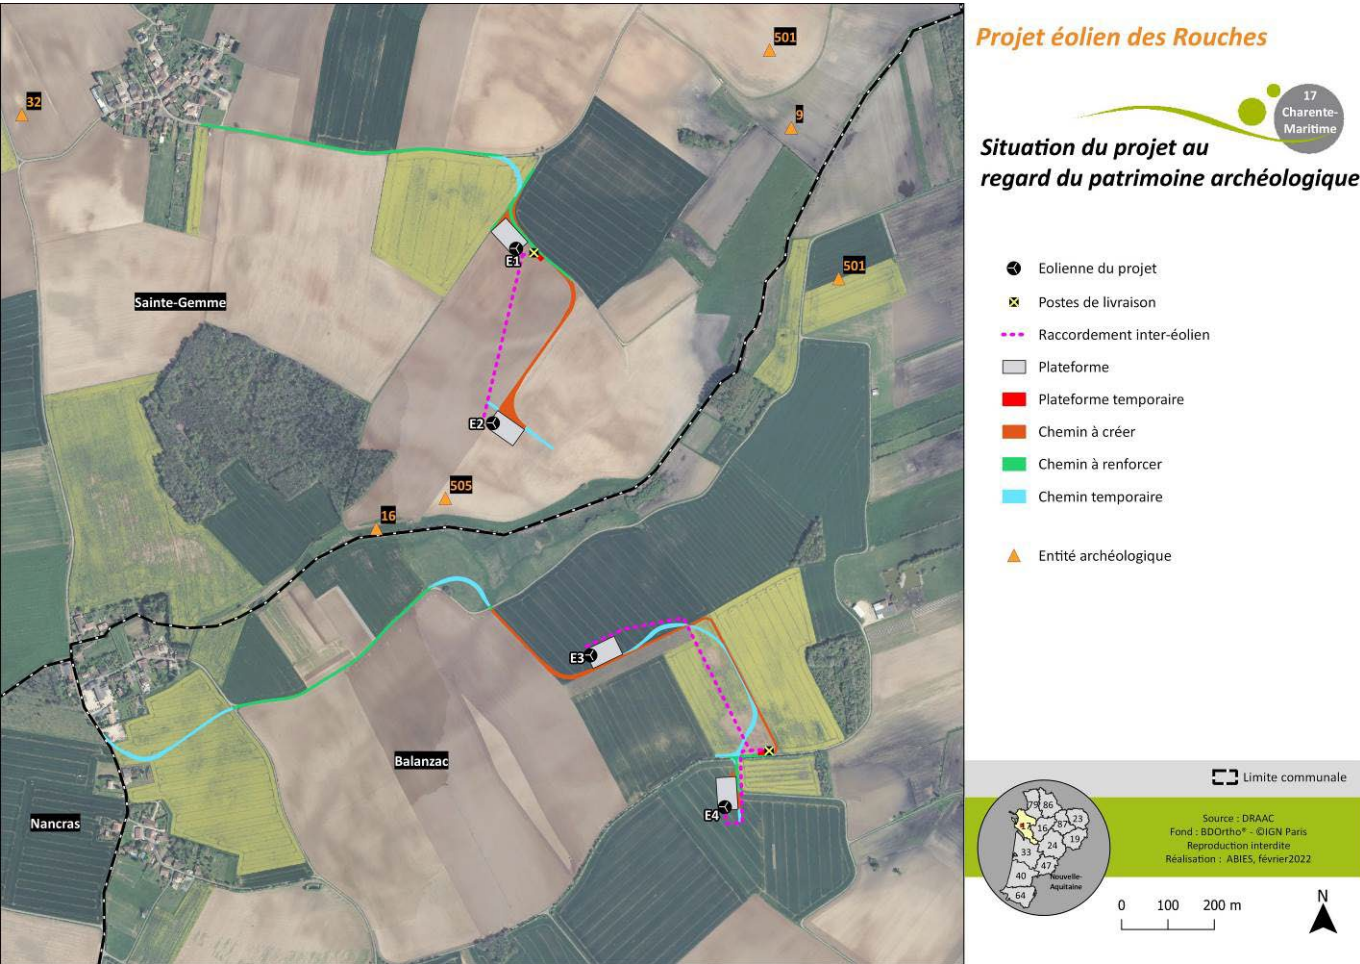 501
32
9
501
E1
Sainte-Gemme
E2
505
16
E3
Balanzac
E4
Nancras
Projet éolien des Rouches
17
Charente-
Maritime
Situation du projet au
regard du patrimoine archéologique
Eolienne du projet
Postes de livraison
Raccordement inter-éolien
Plateforme
Plateforme temporaire
Chemin à créer
Chemin à renforcer
Chemin temporaire
Entité archéologique
Limite communale
79 86
17 16 87 23
19
33 24
47
40
64
Nouvelle-
Aquitaine
Source : DRAAC
Fond : BDOrtho® - ©IGN Paris
Reproduction interdite
Réalisation : ABIES, février2022
0 100 200 m
N